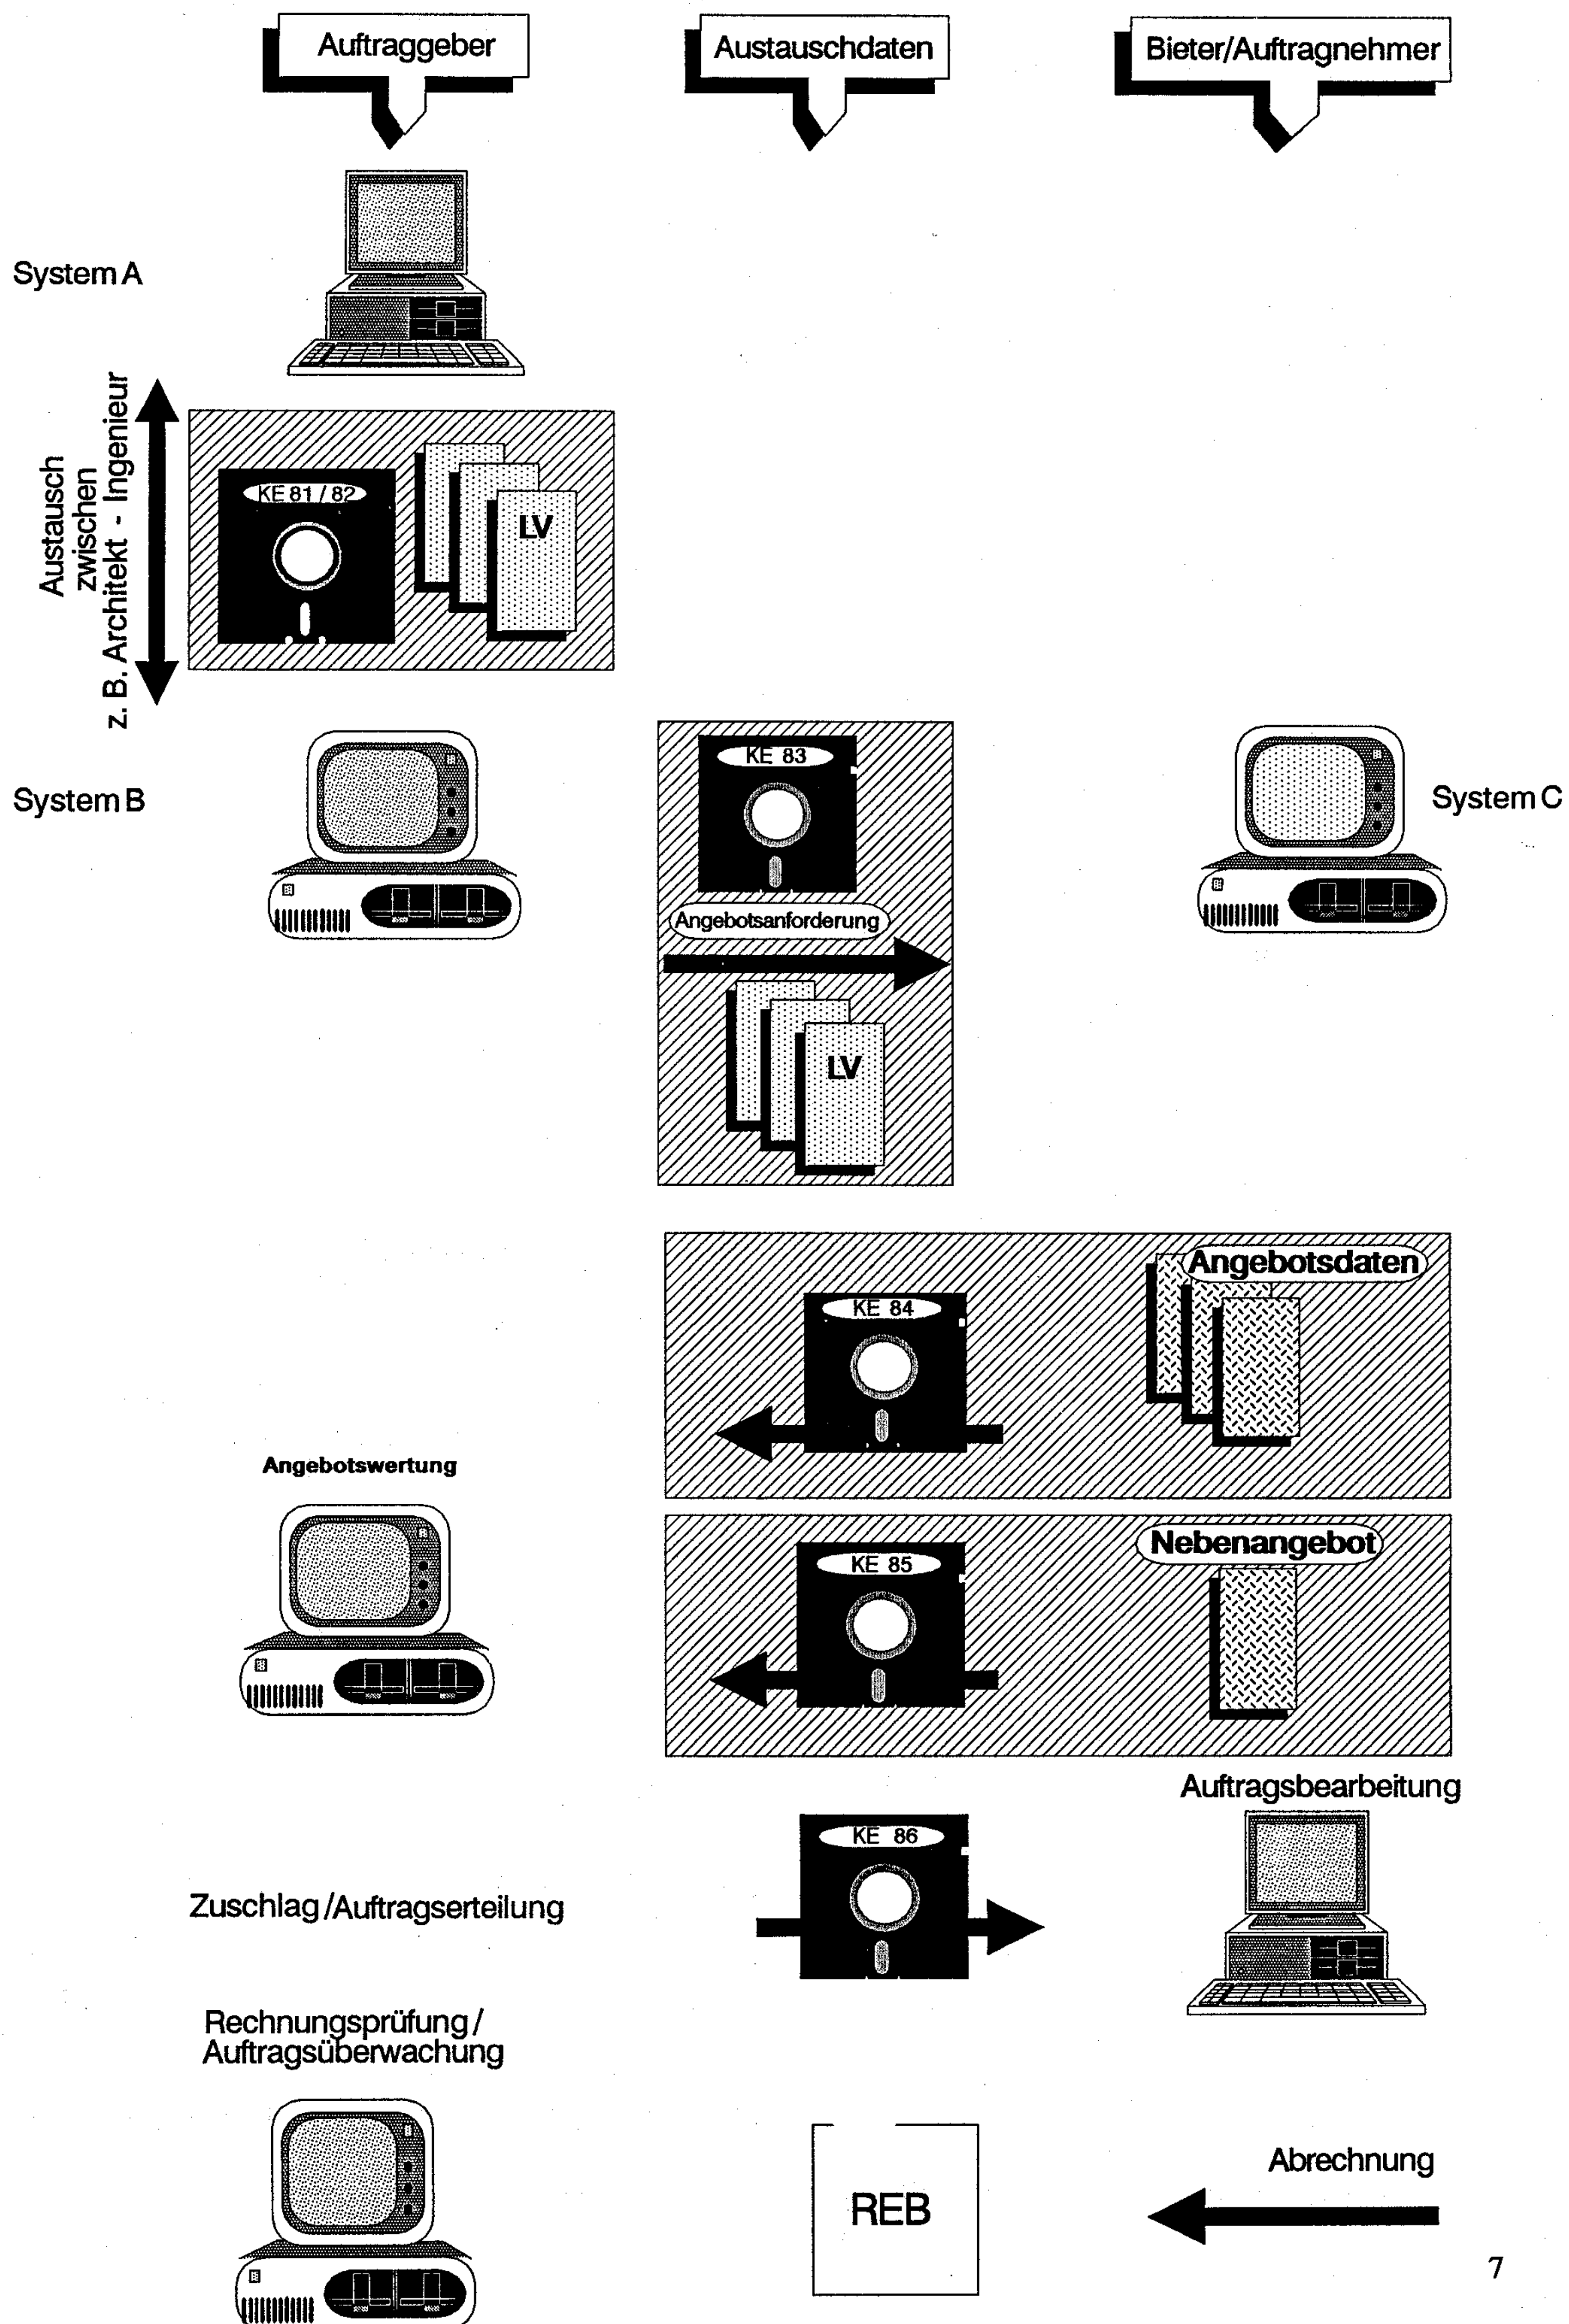 Auftraggeber
Austauschdaten
Bieter/Auftragnehmer
System A
Austausch
zwischen
z. B. Architekt - Ingenieur
KE 81 / 82
LV
System B
KE 83
Angebotsanforderung
LV
System C
Angebotsdaten
KE 84
Angebotswertung
Nebenangebot
KE 85
Auftragsbearbeitung
KE 86
Zuschlag/Auftragserteilung
Rechnungsprüfung/
Auftragsüberwachung
REB
Abrechnung
7